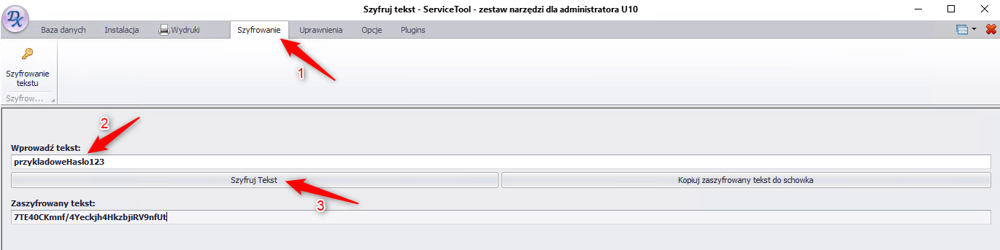 Szyfruj tekst - ServiceTool - zestaw narzędzi dla administratora U10
DX
Baza danych Instalacja Wydruki Szyfrowanie Uprawnienia Opcje Plugins
1
Szyfrowanie
tekstu
Szyfrow...
2
Wprowadź tekst:
przykladoweHaslo123
Szyfruj Tekst Kopiuj zaszyfrowany tekst do schowka
3
Zaszyfrowany tekst:
7TE40CKmnf/4Yeckjh4HkzbjiRV9nfUt